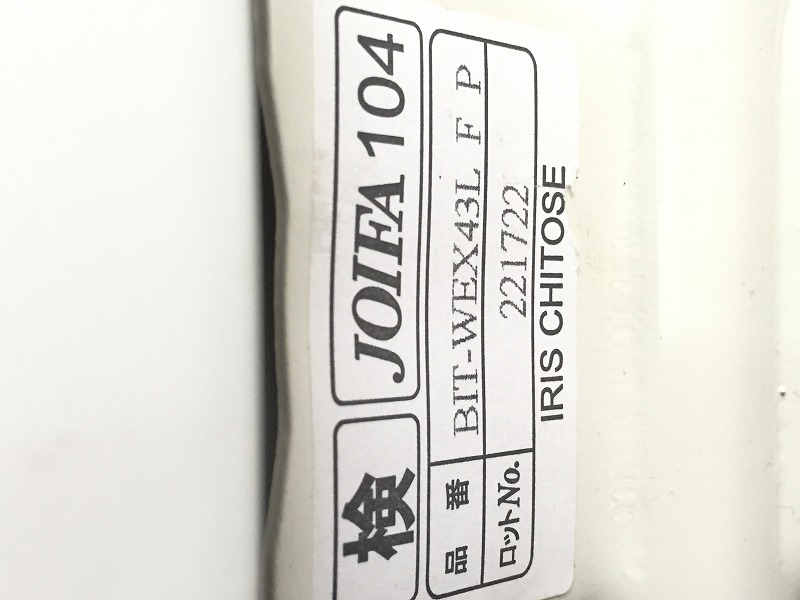 検 JOIFA 104
品番 BIT-WEX43L F P
ロットNo. 221722
IRIS CHITOSE